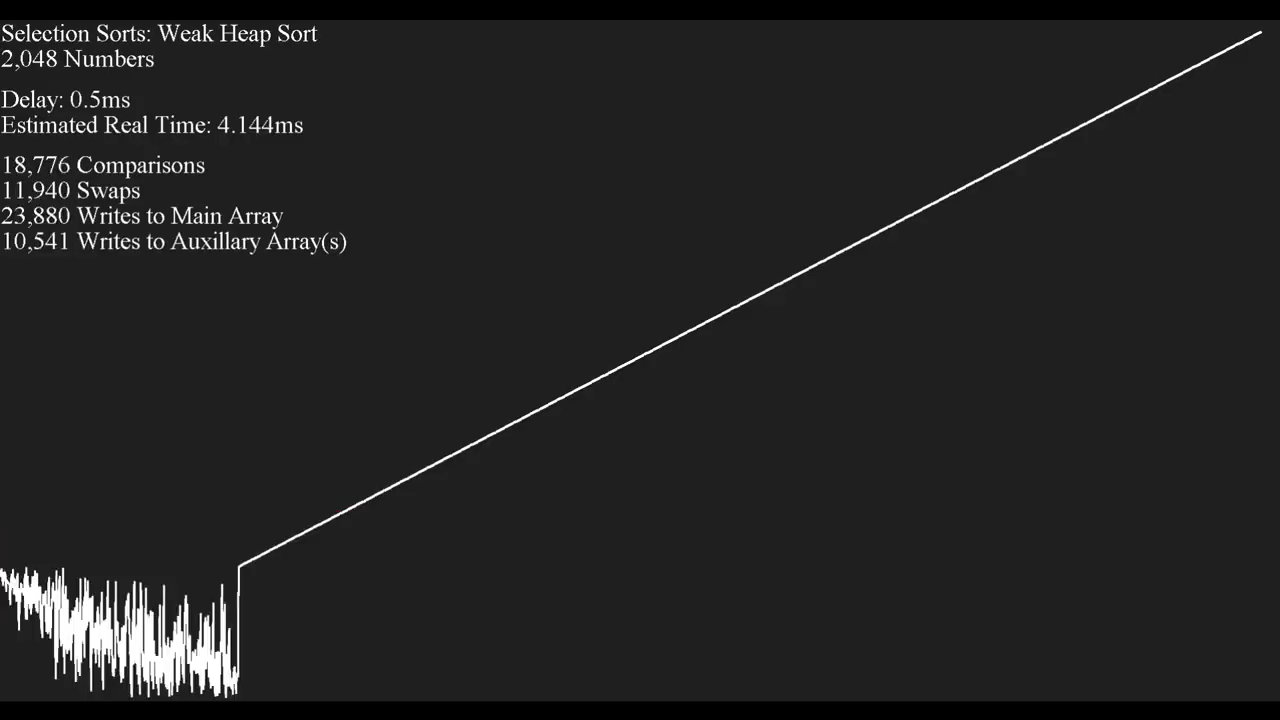 Selection Sorts: Weak Heap Sort
2,048 Numbers
Delay: 0.5ms
Estimated Real Time: 4.144ms
18,776 Comparisons
11,940 Swaps
23,880 Writes to Main Array
10,541 Writes to Auxillary Array(s)